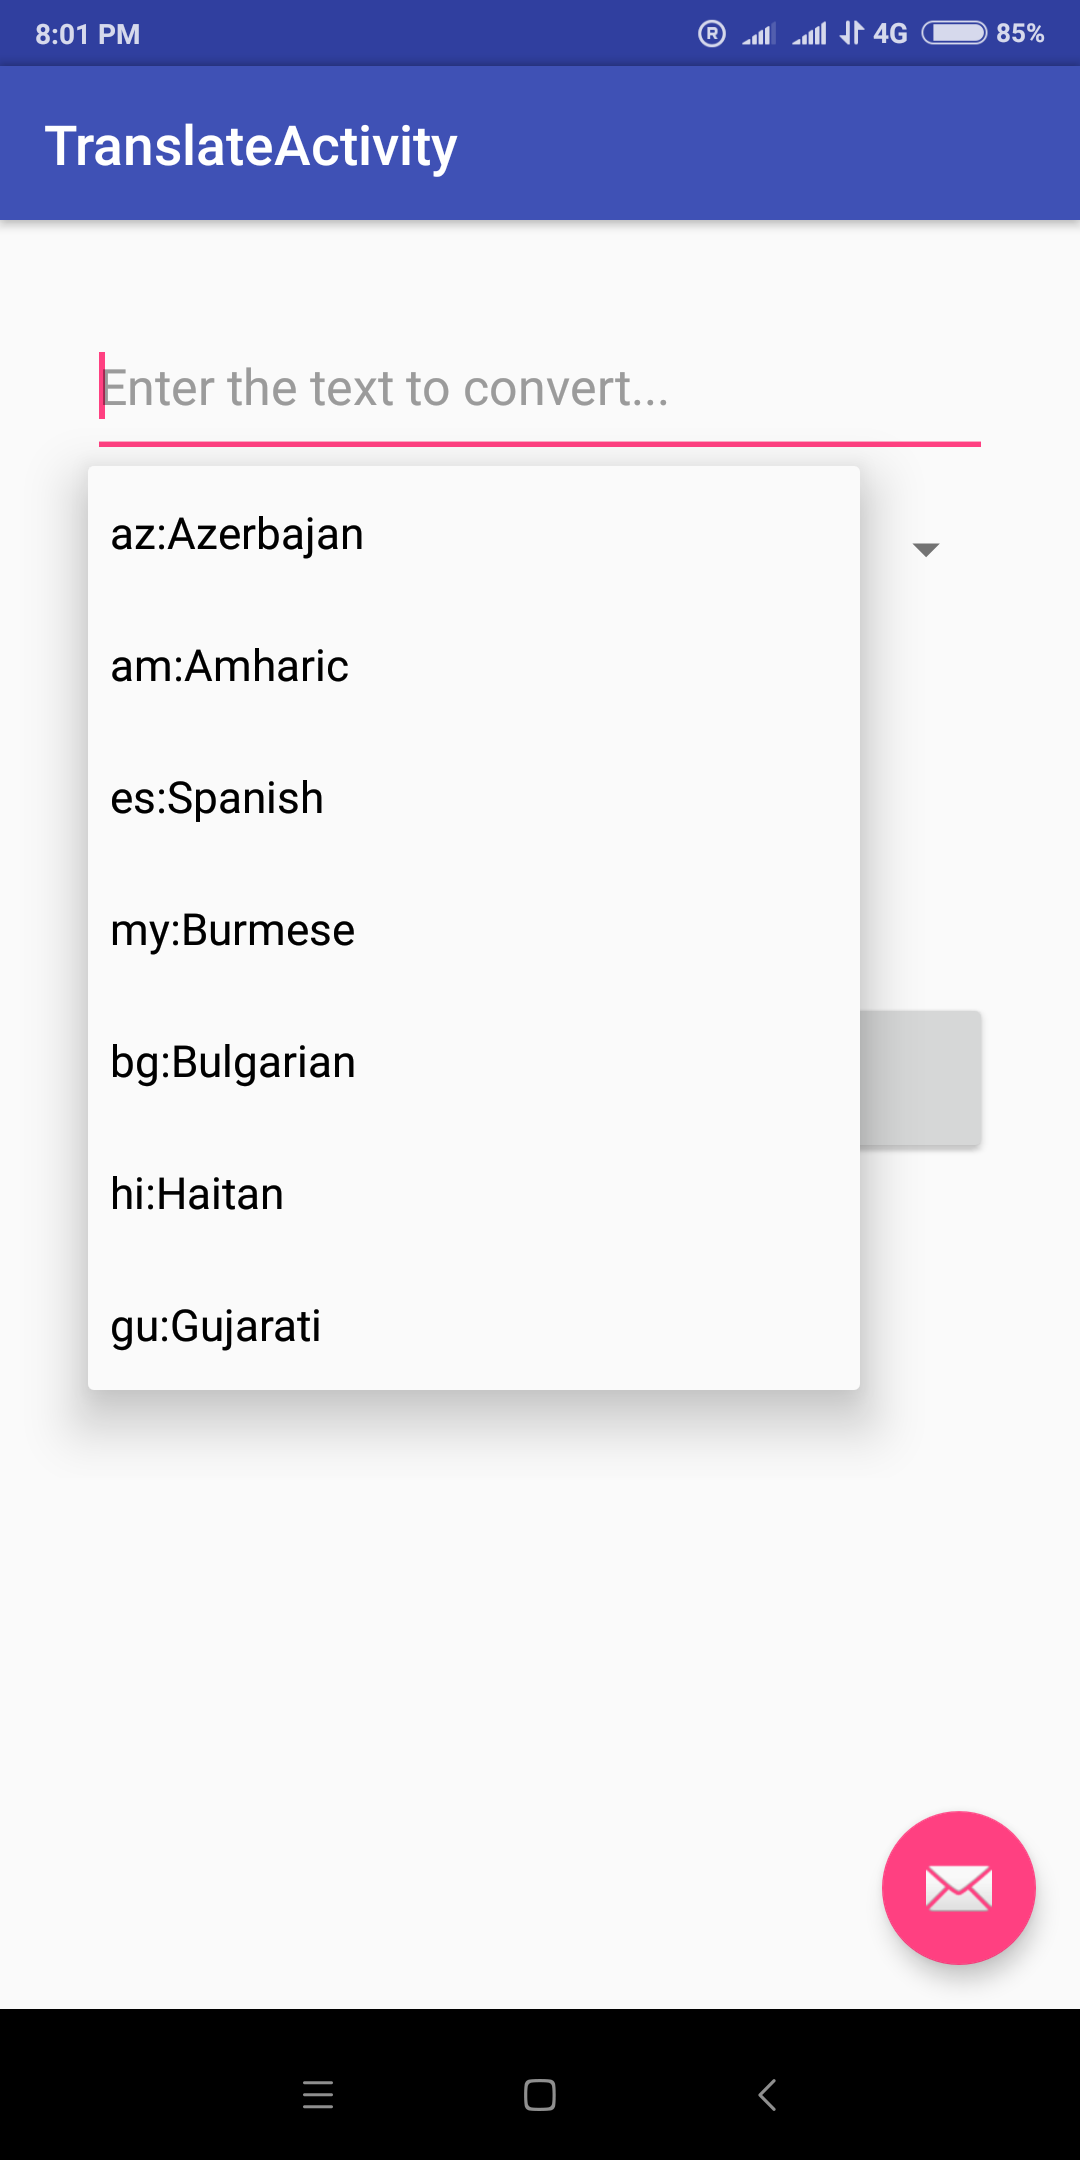 8:01 PM R 4G 85%
TranslateActivity
Enter the text to convert...
az:Azerbajan
am:Amharic
es:Spanish
my:Burmese
bg:Bulgarian
hi:Haitan
gu:Gujarati